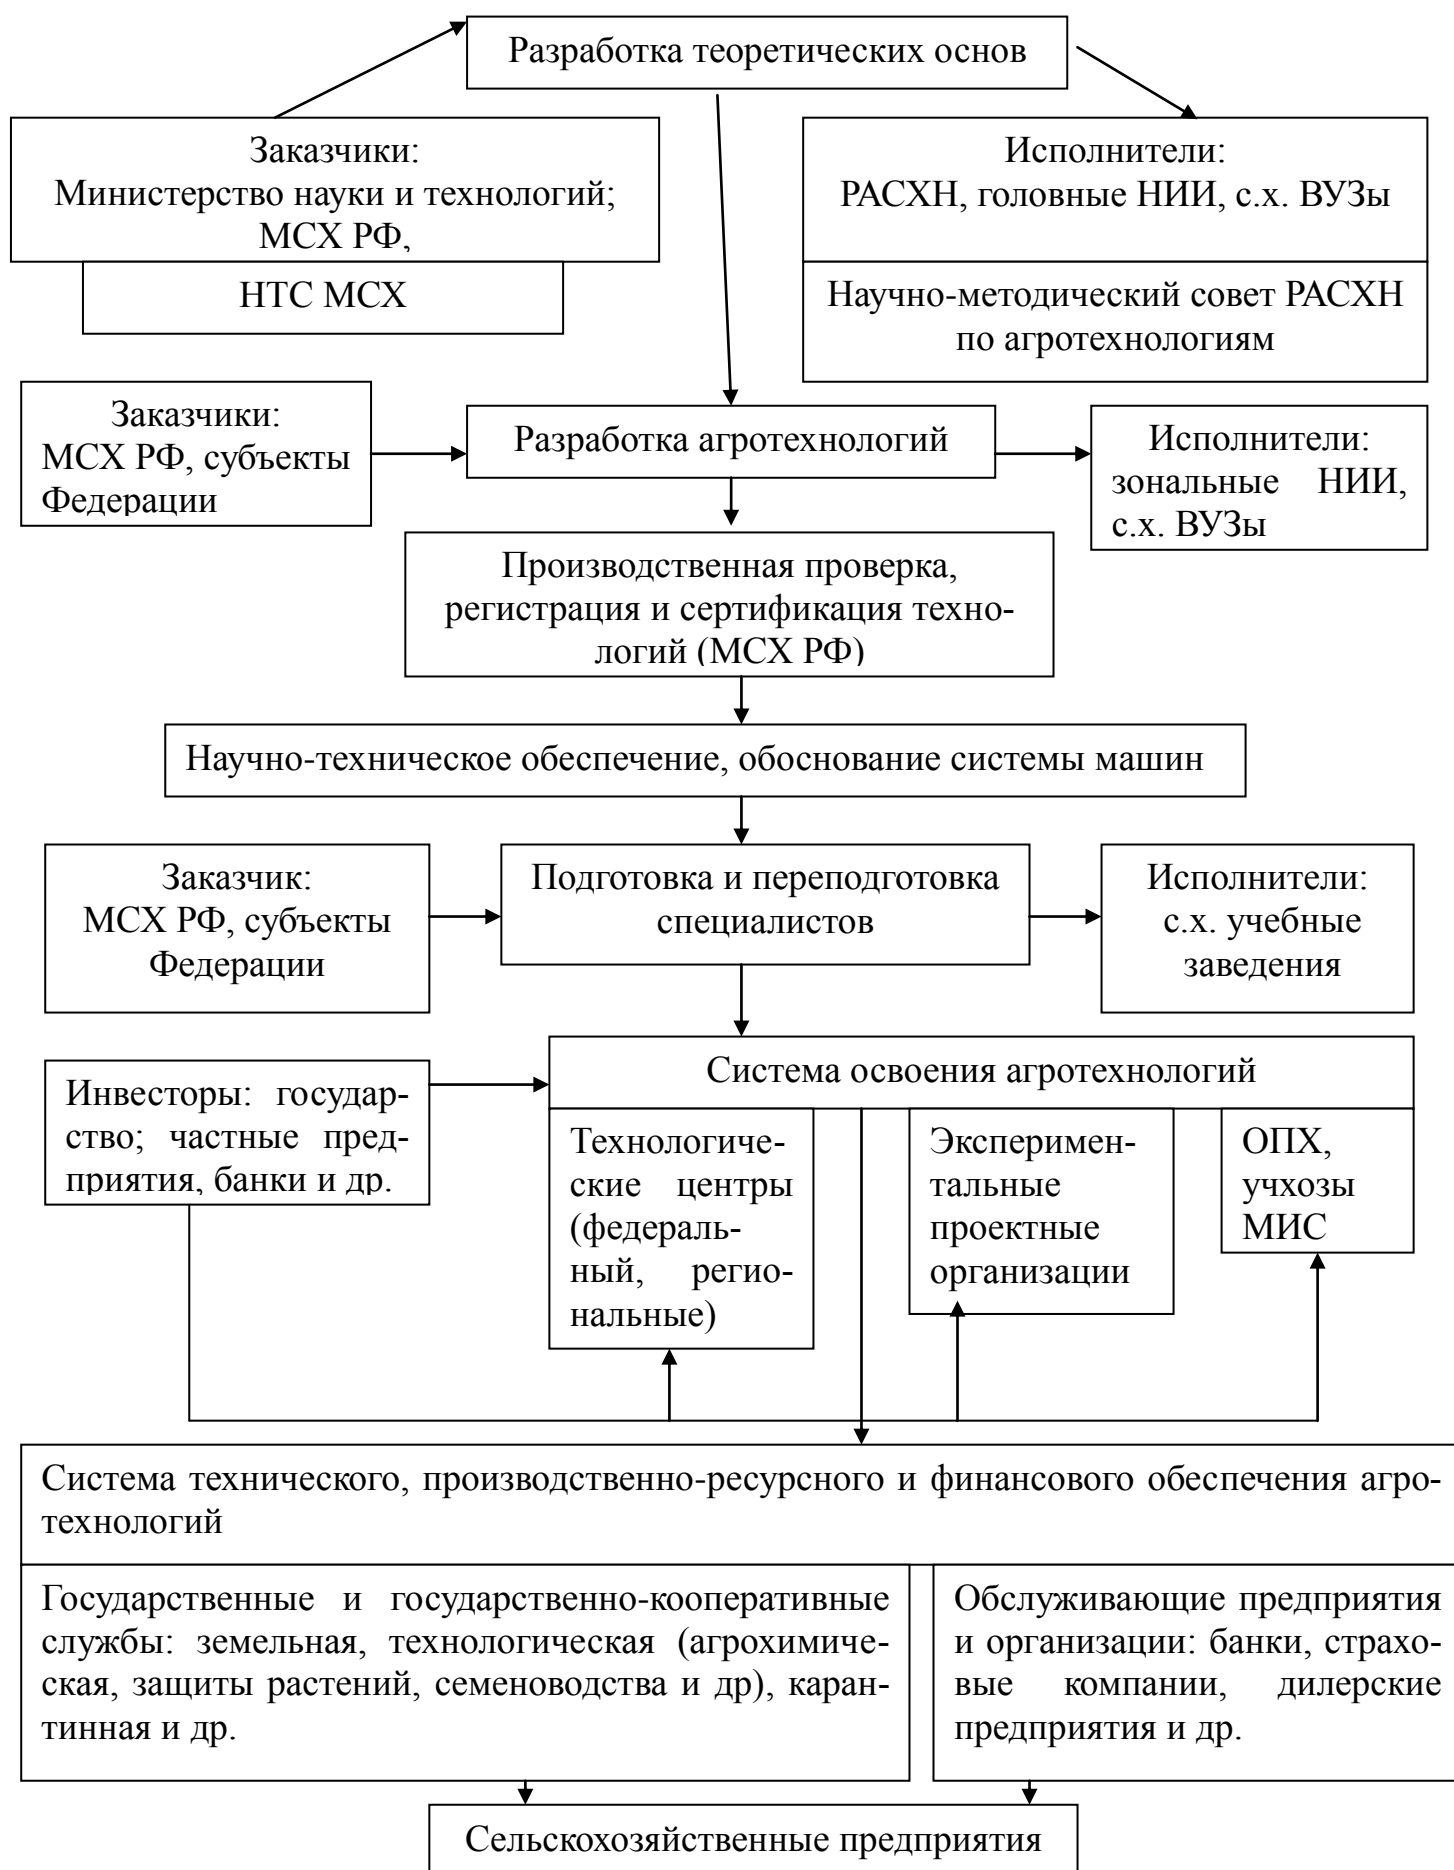 Разработка теоретических основ
Заказчики:
Министерство науки и технологий;
МСХ РФ,
НТС МСХ
Исполнители:
РАСХН, головные НИИ, с.х. ВУЗы
Научно-методический совет РАСХН
по агротехнологиям
Заказчики:
МСХ РФ, субъекты
Федерации
Разработка агротехнологий
Исполнители:
зональные НИИ,
с.х. ВУЗы
Производственная проверка,
регистрация и сертификация техно-
логий (МСХ РФ)
Научно-техническое обеспечение, обоснование системы машин
Заказчик:
МСХ РФ, субъекты
Федерации
Подготовка и переподготовка
специалистов
Исполнители:
с.х. учебные
заведения
Инвесторы: государ-
ство; частные пред-
приятия, банки и др.
Система освоения агротехнологий
Технологиче-
ские центры
(федераль-
ный, регио-
нальные)
Эксперимен-
тальные
проектные
организации
ОПХ,
учхозы
МИС
Система технического, производственно-ресурсного и финансового обеспечения агро-
технологий
Государственные и государственно-кооперативные
службы: земельная, технологическая (агрохимиче-
ская, защиты растений, семеноводства и др), каран-
тинная и др.
Обслуживающие предприятия
и организации: банки, страхо-
вые компании, дилерские
предприятия и др.
Сельскохозяйственные предприятия